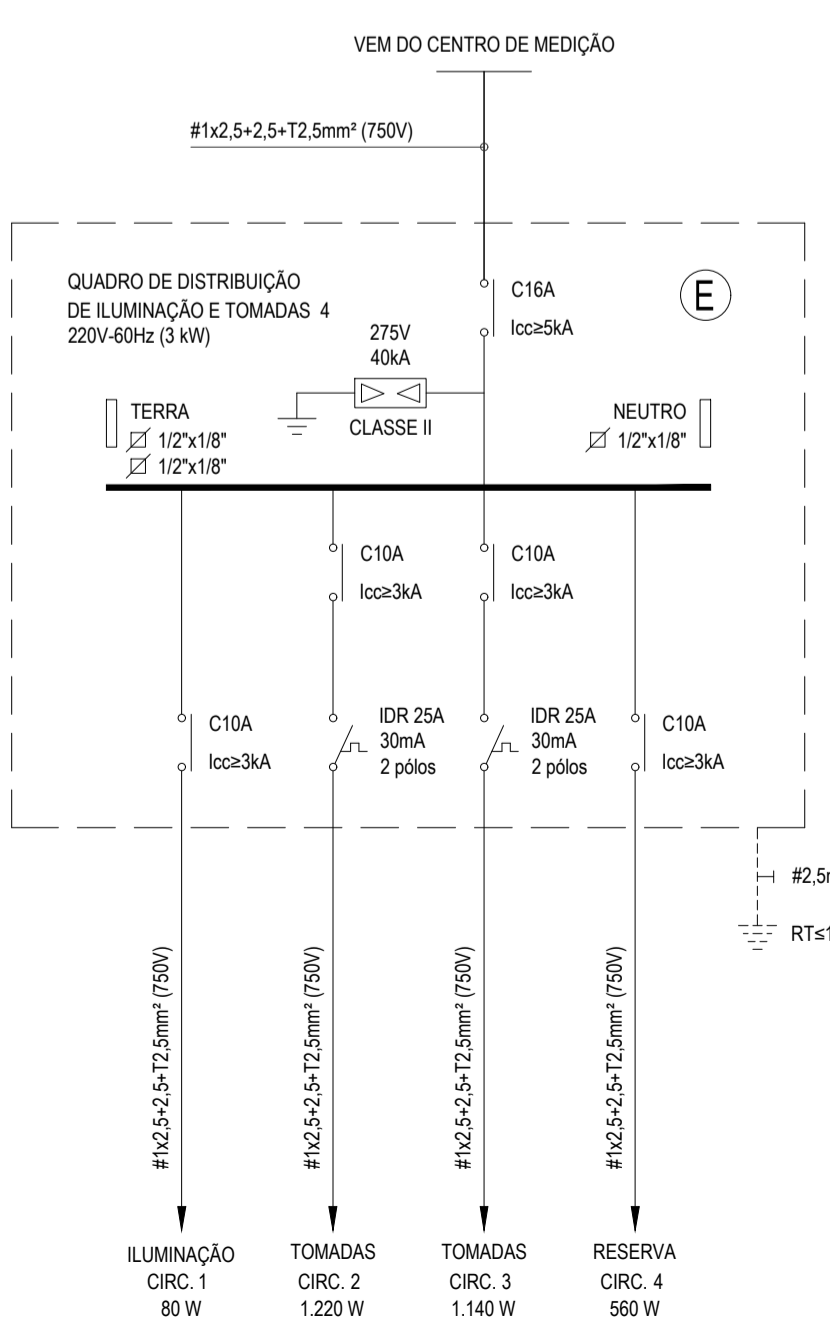 VEM DO CENTRO DE MEDIÇÃO
#1x2,5+2,5+T2,5mm² (750V)
QUADRO DE DISTRIBUIÇÃO
DE ILUMINAÇÃO E TOMADAS 4
220V-60Hz (3 kW)
C16A
Icc≥5kA
E
275V
40kA
CLASSE II
TERRA
1/2"x1/8"
1/2"x1/8"
NEUTRO
1/2"x1/8"
C10A
Icc≥3kA
C10A
Icc≥3kA
C10A
Icc≥3kA
IDR 25A
30mA
2 pólos
IDR 25A
30mA
2 pólos
C10A
Icc≥3kA
#2,5
RT≤1
#1x2,5+2,5+T2,5mm² (750V)
#1x2,5+2,5+T2,5mm² (750V)
#1x2,5+2,5+T2,5mm² (750V)
#1x2,5+2,5+T2,5mm² (750V)
ILUMINAÇÃO
CIRC. 1
80 W
TOMADAS
CIRC. 2
1.220 W
TOMADAS
CIRC. 3
1.140 W
RESERVA
CIRC. 4
560 W